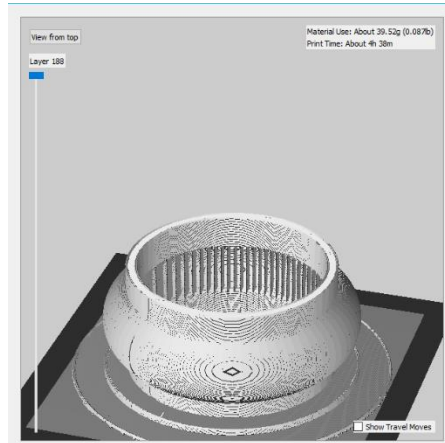 Material Use: About 39.52g (0.087lb)
View from top
Print Time: About 4h 38m
Layer 188
Show Travel Moves